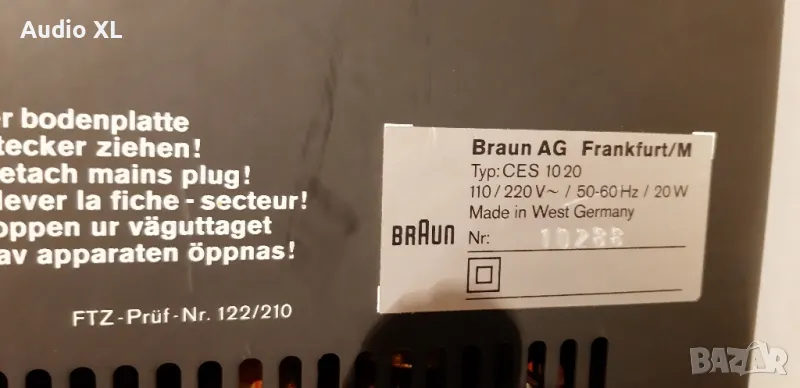 Audio XL
er bodenplatte
tecker ziehen!
etach mains plug!
lever la fiche - secteur!
oppen ur väguttaget
av apparaten öppnas!
FTZ-Prüf-Nr. 122/210
Braun AG Frankfurt/M
Typ: CES 1020
110 / 220 V~ / 50-60 Hz / 20 W
Made in West Germany
BRAUN
Nr: 10288
BAZAR